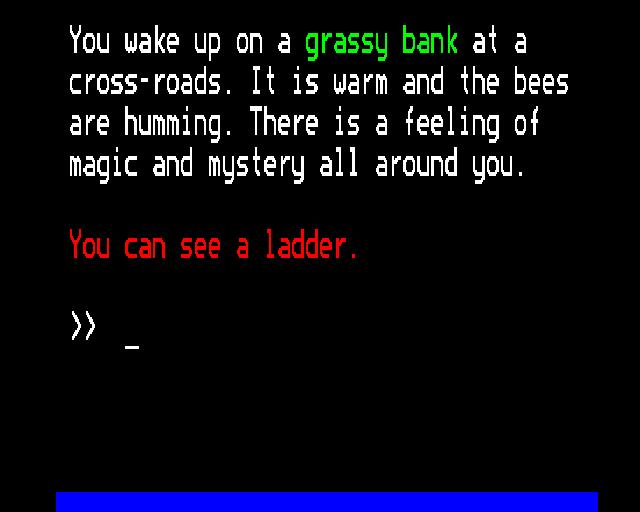 You wake up on a grassy bank at a
cross-roads. It is warm and the bees
are humming. There is a feeling of
magic and mystery all around you.
You can see a ladder.
>> _